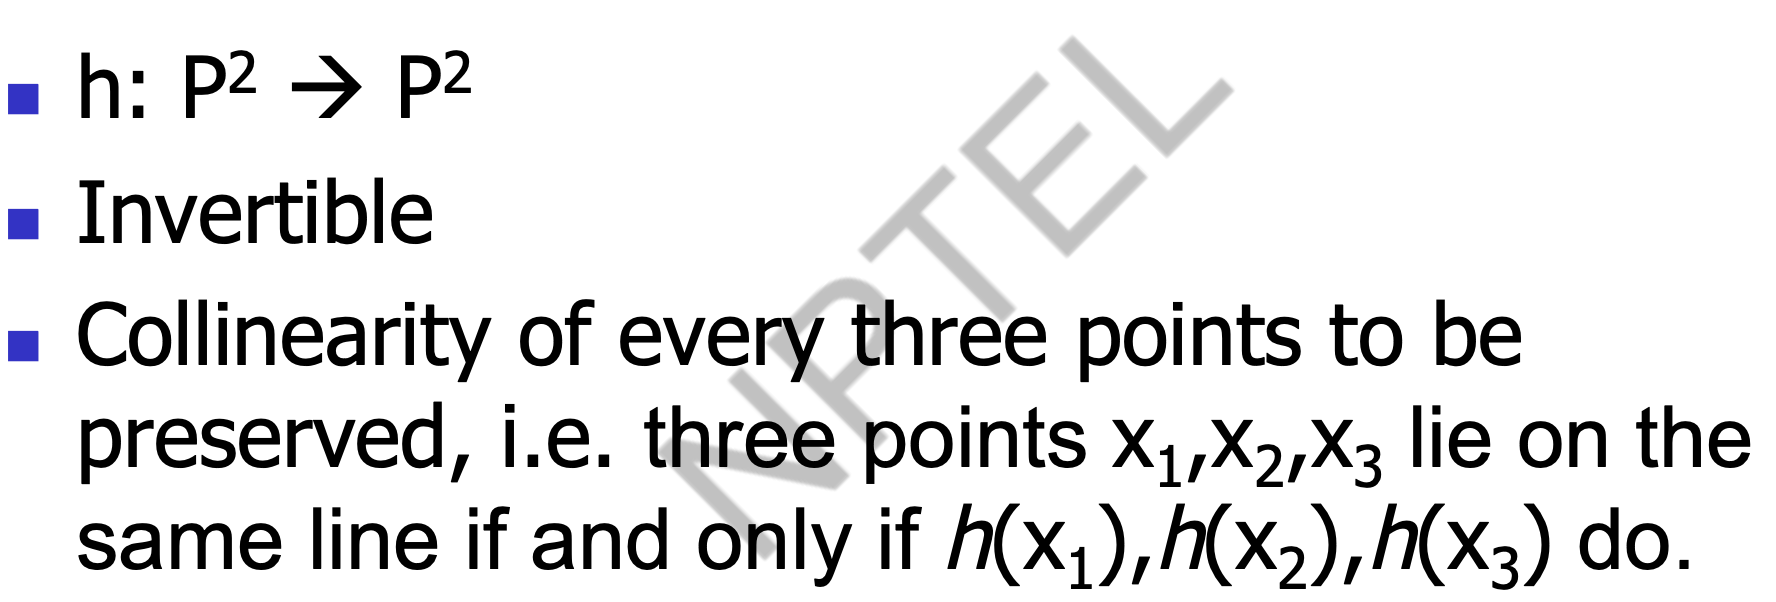 ■ h: P² → P²
■ Invertible
■ Collinearity of every three points to be
preserved, i.e. three points x₁,x₂,x₃ lie on the
same line if and only if h(x₁),h(x₂),h(x₃) do.
NPTEL